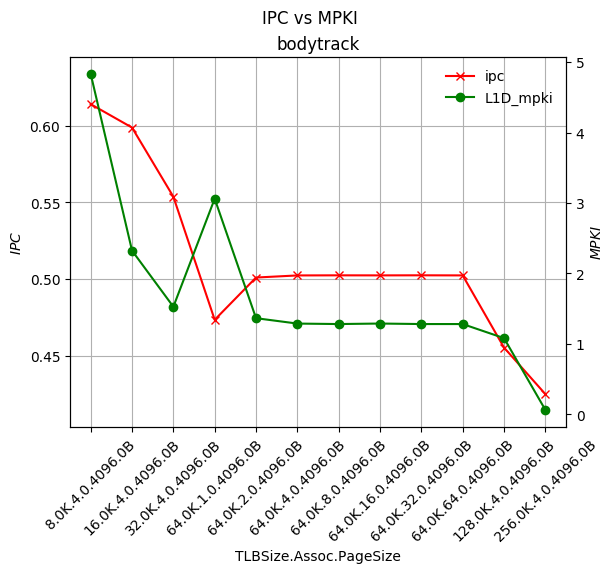 IPC vs MPKI
bodytrack
ipc
L1D_mpki
0.60
0.55
0.50
0.45
IPC
5
4
3
2
1
0
MPKI
8.0K.4.0.4096.0B
16.0K.4.0.4096.0B
32.0K.4.0.4096.0B
64.0K.1.0.4096.0B
64.0K.2.0.4096.0B
64.0K.4.0.4096.0B
64.0K.8.0.4096.0B
64.0K.16.0.4096.0B
64.0K.32.0.4096.0B
64.0K.64.0.4096.0B
128.0K.4.0.4096.0B
256.0K.4.0.4096.0B
TLBSize.Assoc.PageSize